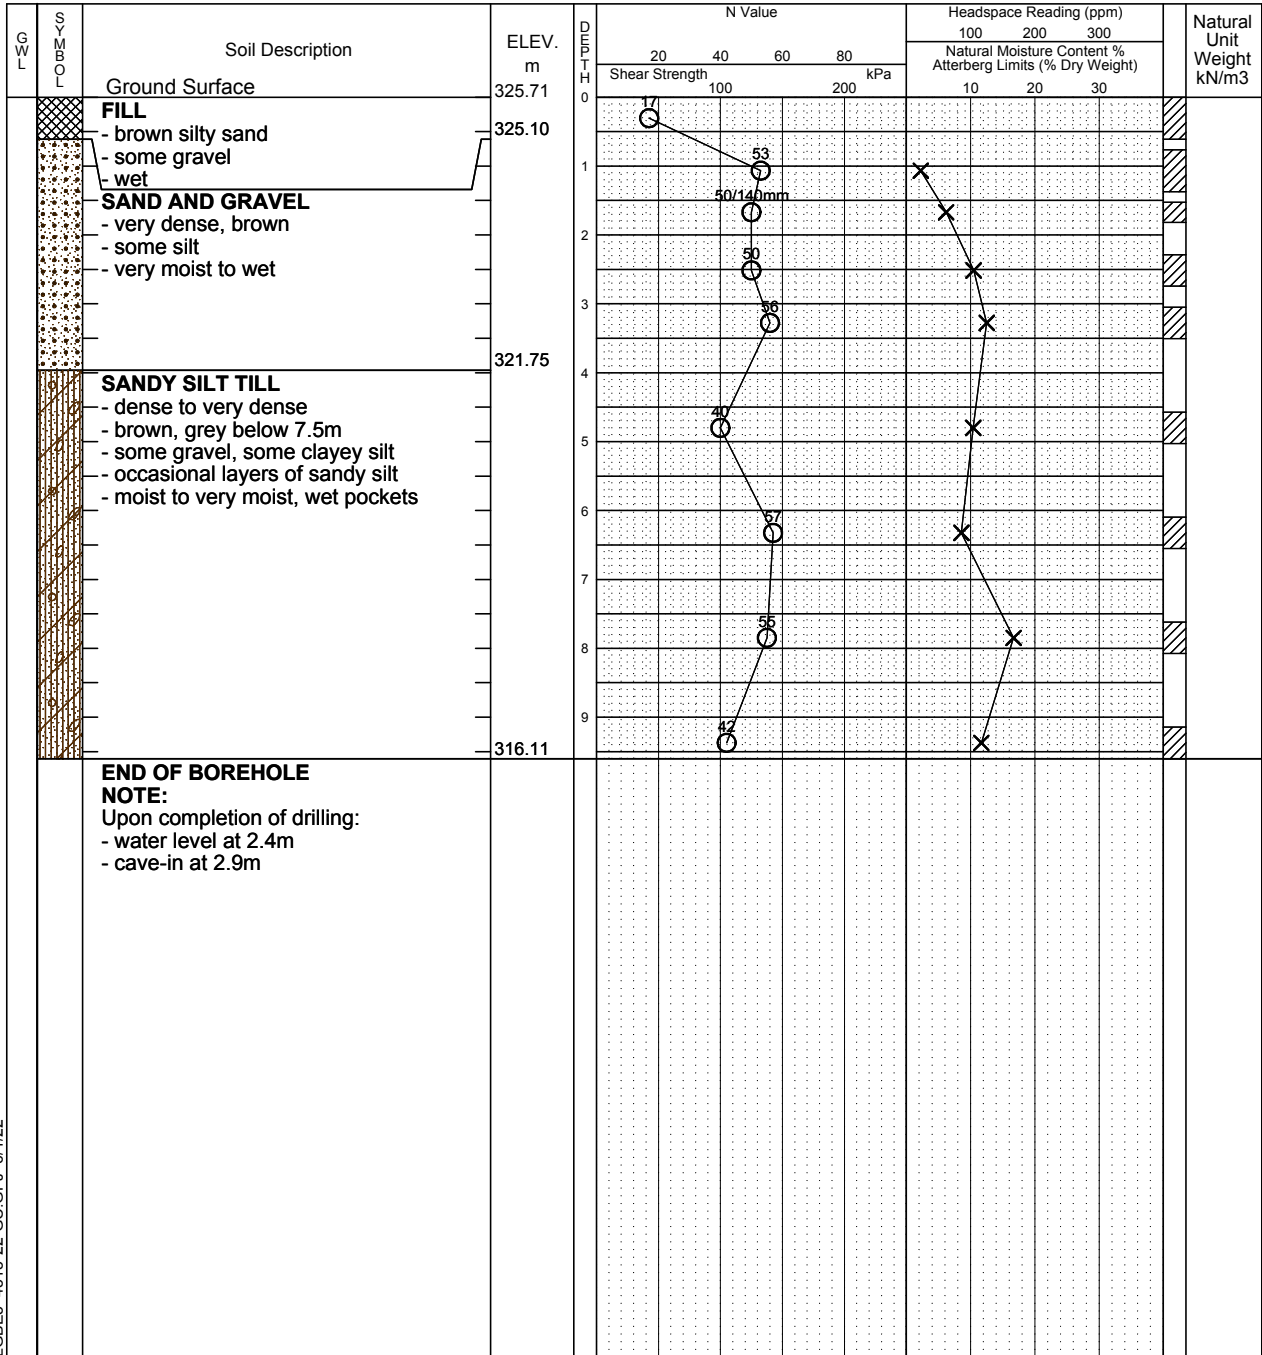 GWL
SYMBOL
Soil Description
Ground Surface
ELEV.
m
DEPTH
N Value
20 40 60 80
Shear Strength kPa
100 200
Headspace Reading (ppm)
100 200 300
Natural Moisture Content %
Atterberg Limits (% Dry Weight)
10 20 30
Natural
Unit
Weight
kN/m3
325.71
0
FILL
- brown silty sand
- some gravel
- wet
325.10
17
53
1
SAND AND GRAVEL
- very dense, brown
- some silt
- very moist to wet
50/140mm
2
50
3
56
321.75
4
SANDY SILT TILL
- dense to very dense
- brown, grey below 7.5m
- some gravel, some clayey silt
- occasional layers of sandy silt
- moist to very moist, wet pockets
40
5
6
57
7
55
8
9
42
316.11
END OF BOREHOLE
NOTE:
Upon completion of drilling:
- water level at 2.4m
- cave-in at 2.9m